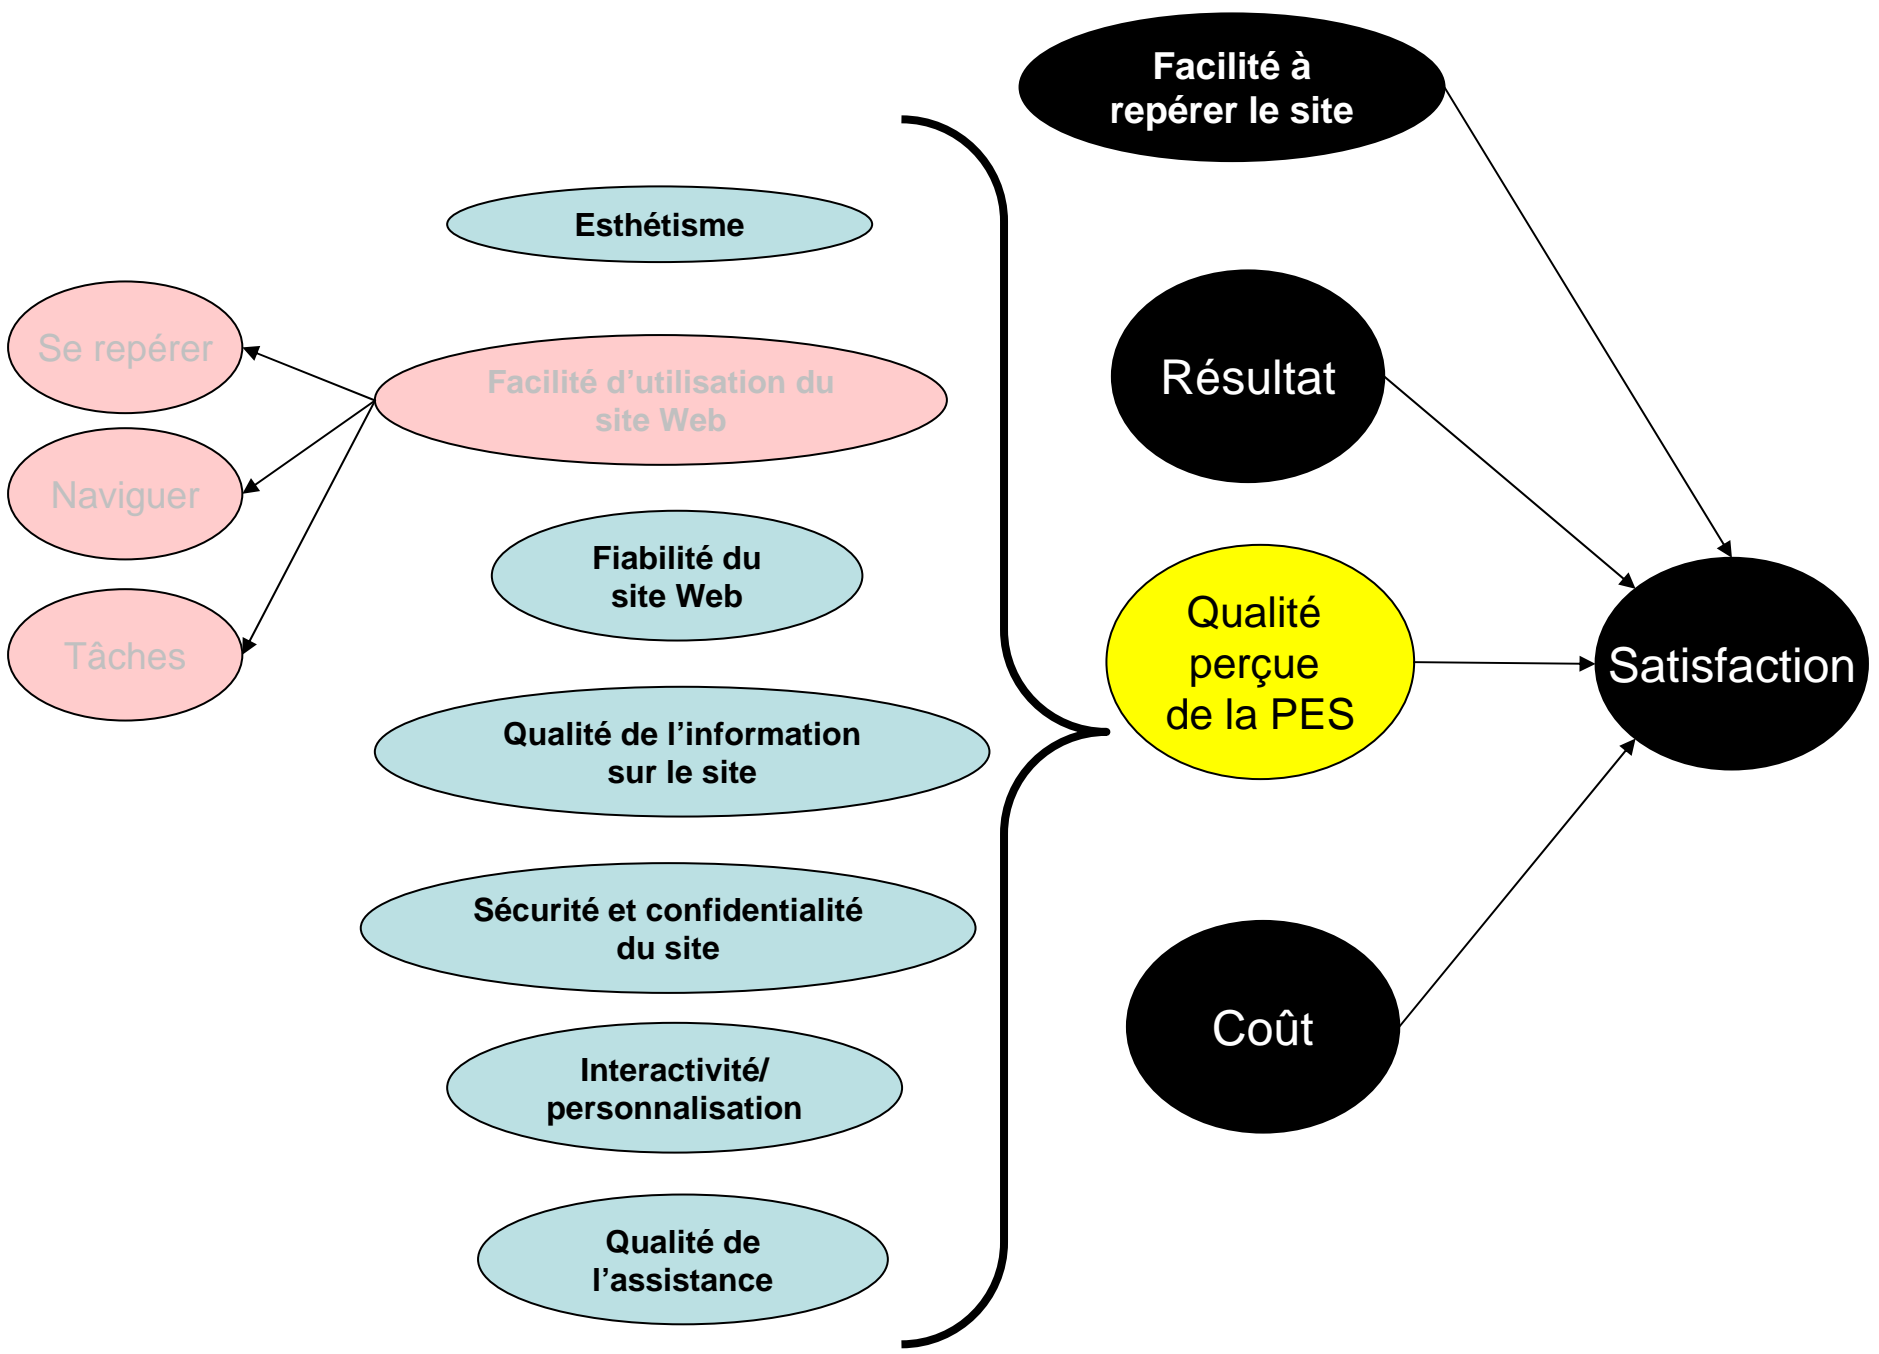 Facilité à
repérer le site
Esthétisme
Se repérer
Facilité d’utilisation du
site Web
Résultat
Naviguer
Fiabilité du
site Web
Qualité
perçue
de la PES
Satisfaction
Tâches
Qualité de l’information
sur le site
Sécurité et confidentialité
du site
Coût
Interactivité/
personnalisation
Qualité de
l’assistance